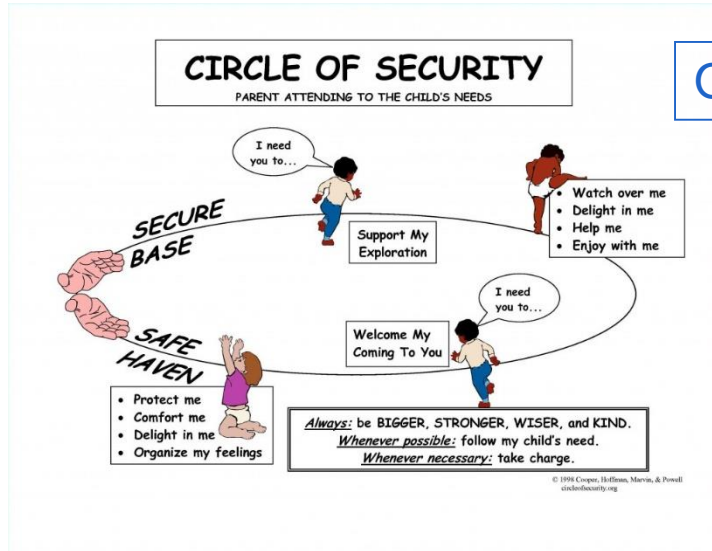 CIRCLE OF SECURITY
PARENT ATTENDING TO THE CHILD'S NEEDS
I need
you to...
SECURE
BASE
Support My
Exploration
• Watch over me
• Delight in me
• Help me
• Enjoy with me
I need
you to...
SAFE
HAVEN
Welcome My
Coming To You
• Protect me
• Comfort me
• Delight in me
• Organize my feelings
Always: be BIGGER, STRONGER, WISER, and KIND.
Whenever possible: follow my child's need.
Whenever necessary: take charge.
© 1998 Cooper, Hoffman, Marvin, & Powell
circleofsecurity.org